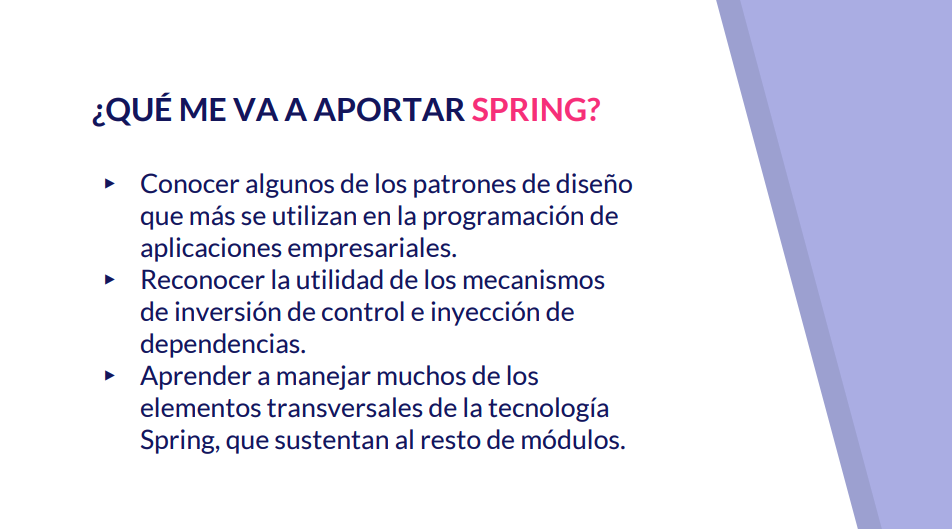 ¿QUÉ ME VA A APORTAR SPRING?
▸ Conocer algunos de los patrones de diseño
que más se utilizan en la programación de
aplicaciones empresariales.
▸ Reconocer la utilidad de los mecanismos
de inversión de control e inyección de
dependencias.
▸ Aprender a manejar muchos de los
elementos transversales de la tecnología
Spring, que sustentan al resto de módulos.